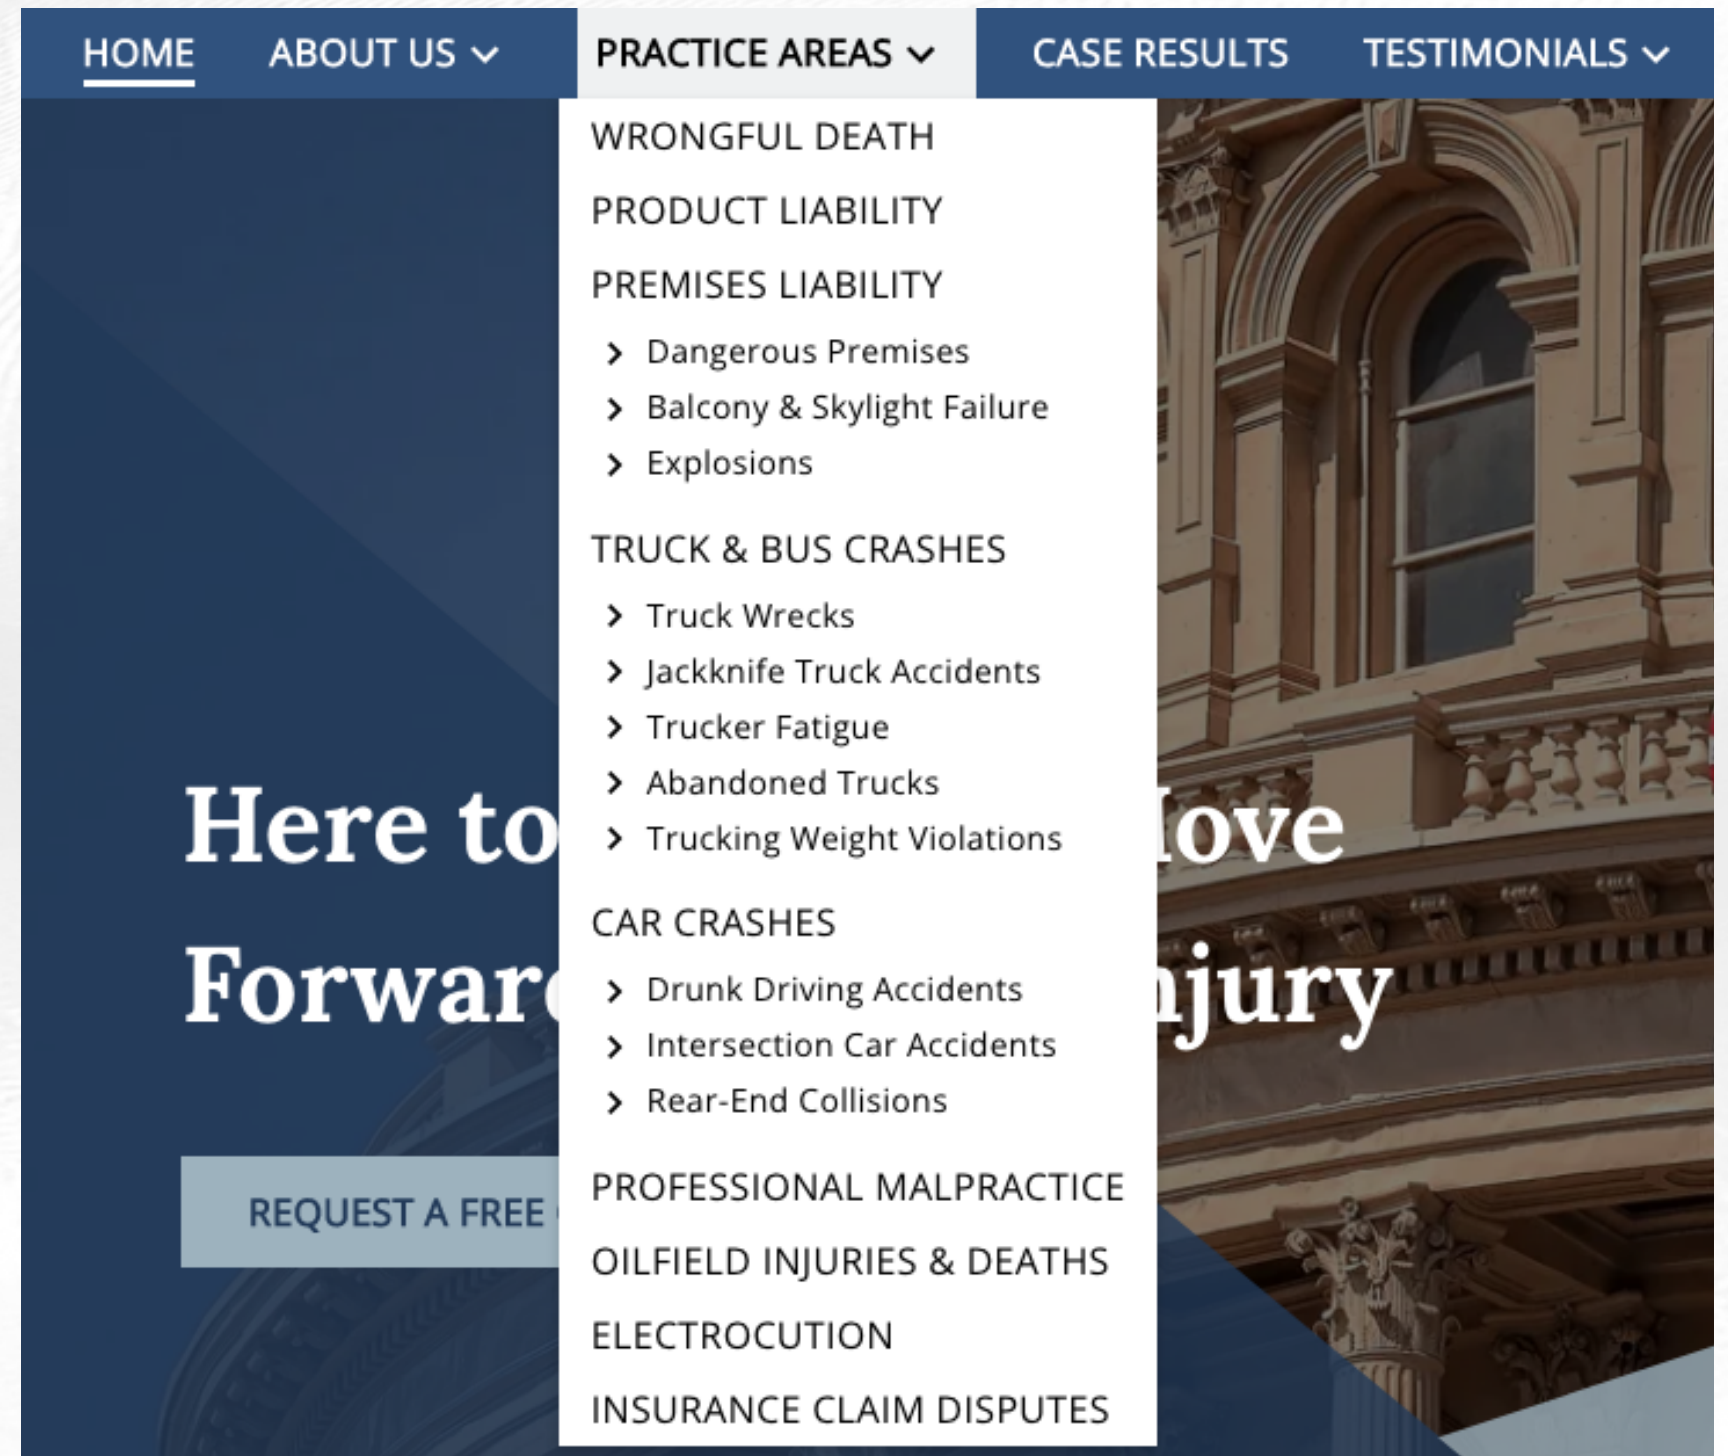 HOME ABOUT US PRACTICE AREAS CASE RESULTS TESTIMONIALS
WRONGFUL DEATH
PRODUCT LIABILITY
PREMISES LIABILITY
Dangerous Premises
Balcony & Skylight Failure
Explosions
TRUCK & BUS CRASHES
Truck Wrecks
Jackknife Truck Accidents
Trucker Fatigue
Abandoned Trucks
Trucking Weight Violations
CAR CRASHES
Drunk Driving Accidents
Intersection Car Accidents
Rear-End Collisions
PROFESSIONAL MALPRACTICE
OILFIELD INJURIES & DEATHS
ELECTROCUTION
INSURANCE CLAIM DISPUTES
Here to
REQUEST A FREE